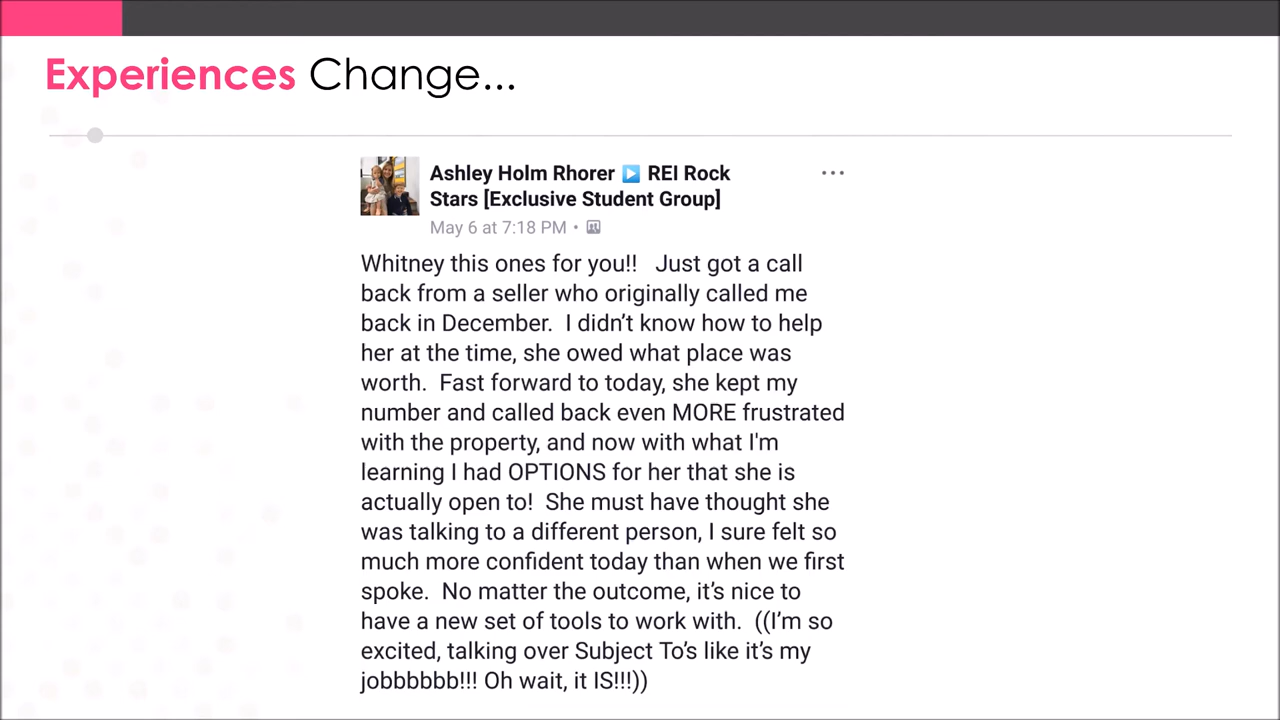 Experiences Change...
Ashley Holm Rhorer ▶ REI Rock
Stars [Exclusive Student Group]
May 6 at 7:18 PM •
Whitney this ones for you!!   Just got a call
back from a seller who originally called me
back in December.  I didn’t know how to help
her at the time, she owed what place was
worth.  Fast forward to today, she kept my
number and called back even MORE frustrated
with the property, and now with what I'm
learning I had OPTIONS for her that she is
actually open to!  She must have thought she
was talking to a different person, I sure felt so
much more confident today than when we first
spoke.  No matter the outcome, it’s nice to
have a new set of tools to work with.  ((I’m so
excited, talking over Subject To’s like it’s my
jobbbbbb!!! Oh wait, it IS!!!))